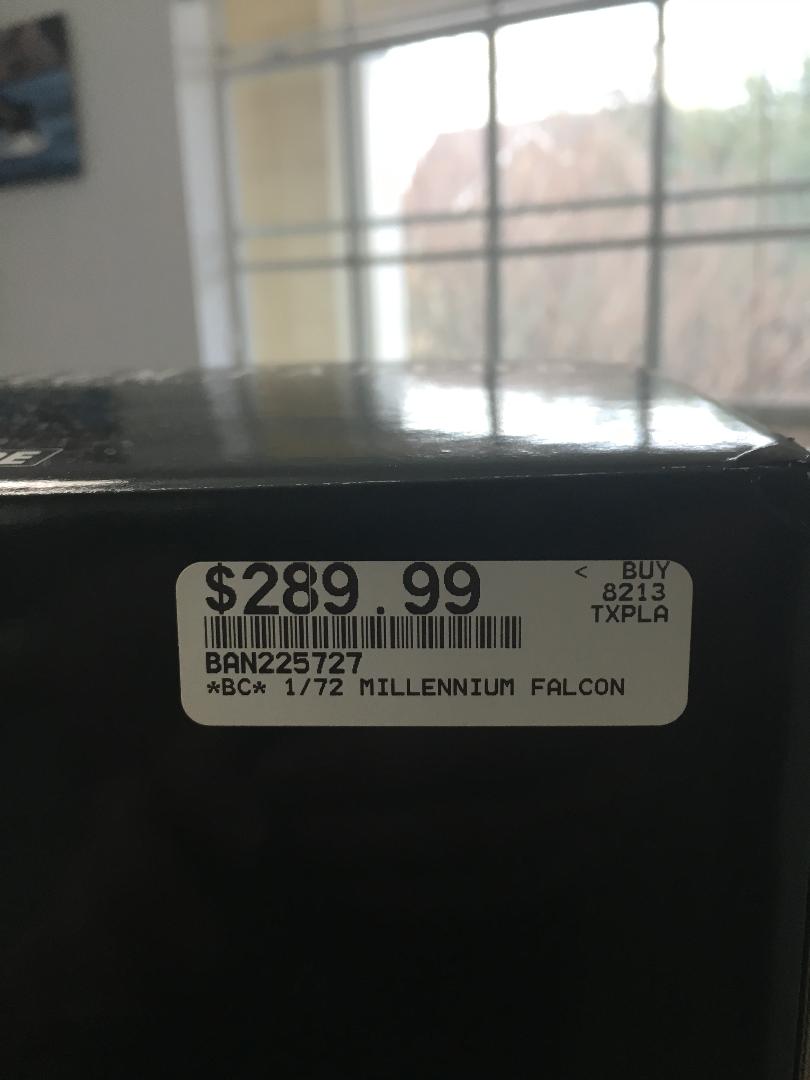 $289.99
< BUY
8213
TXPLA
BAN225727
*BC* 1/72 MILLENNIUM FALCON